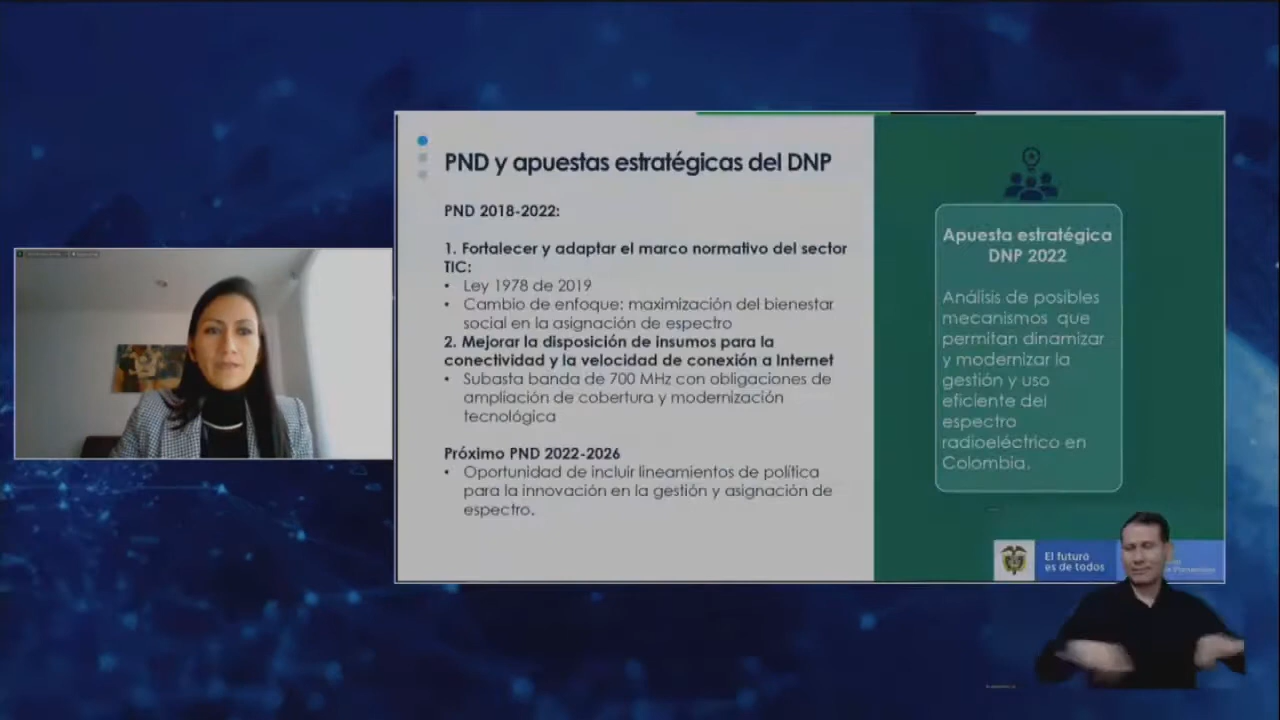 PND y apuestas estratégicas del DNP
PND 2018-2022:
1. Fortalecer y adaptar el marco normativo del sector
TIC:
• Ley 1978 de 2019
• Cambio de enfoque: maximización del bienestar
social en la asignación de espectro
2. Mejorar la disposición de insumos para la
conectividad y la velocidad de conexión a Internet
• Subasta banda de 700 MHz con obligaciones de
ampliación de cobertura y modernización
tecnológica
Próximo PND 2022-2026
• Oportunidad de incluir lineamientos de política
para la innovación en la gestión y asignación de
espectro.
Apuesta estratégica
DNP 2022
Análisis de posibles
mecanismos que
permitan dinamizar
y modernizar la
gestión y uso
eficiente del
espectro
radioeléctrico en
Colombia.
El futuro
es de todos